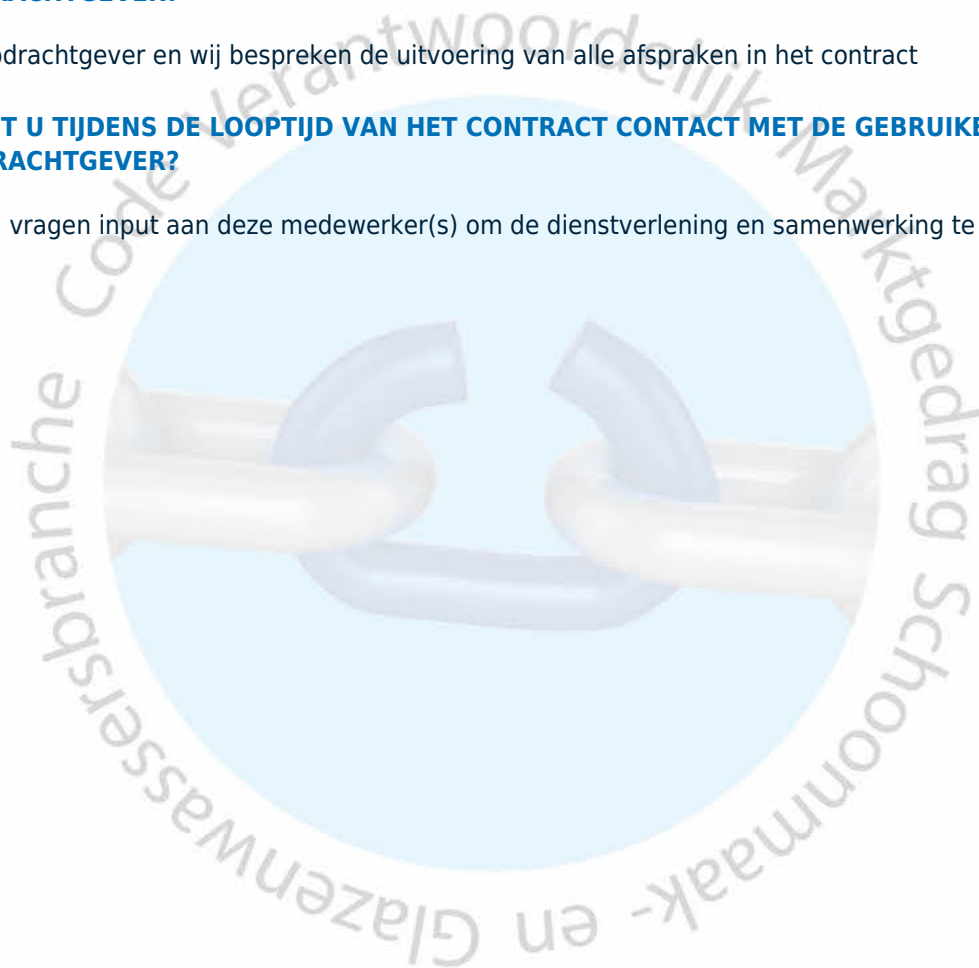 opdrachtgever en wij bespreken de uitvoering van alle afspraken in het contract
T U TIJDENS DE LOOPTIJD VAN HET CONTRACT CONTACT MET DE GEBRUIKE
RACHTGEVER?
vragen input aan deze medewerker(s) om de dienstverlening en samenwerking te
Code Verantwoordelijk Marktgedrag Schoonmaak- en Glazenwassersbranche